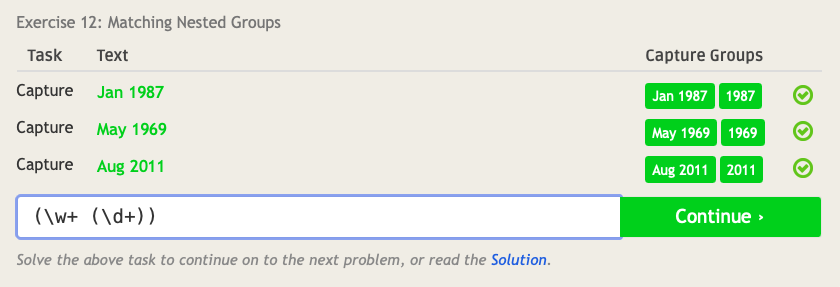 Exercise 12: Matching Nested Groups
Task Text Capture Groups
Capture Jan 1987 Jan 1987 1987
Capture May 1969 May 1969 1969
Capture Aug 2011 Aug 2011 2011
(\w+ (\d+)) Continue ›
Solve the above task to continue on to the next problem, or read the Solution.